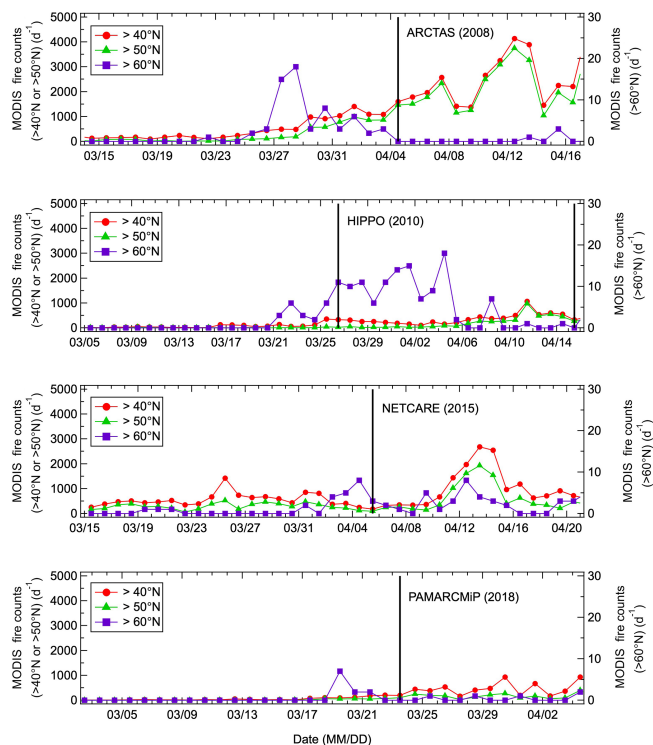 MODIS fire counts
(>40°N or >50°N) (d⁻¹)
5000
4000
3000
2000
1000
0
> 40°N
> 50°N
> 60°N
ARCTAS (2008)
30
20
10
0
MODIS fire counts
(>60°N) (d⁻¹)
03/15 03/19 03/23 03/27 03/31 04/04 04/08 04/12 04/16
MODIS fire counts
(>40°N or >50°N) (d⁻¹)
5000
4000
3000
2000
1000
0
> 40°N
> 50°N
> 60°N
HIPPO (2010)
30
20
10
0
MODIS fire counts
(>60°N) (d⁻¹)
03/05 03/09 03/13 03/17 03/21 03/25 03/29 04/02 04/06 04/10 04/14
MODIS fire counts
(>40°N or >50°N) (d⁻¹)
5000
4000
3000
2000
1000
0
> 40°N
> 50°N
> 60°N
NETCARE (2015)
30
20
10
0
MODIS fire counts
(>60°N) (d⁻¹)
03/15 03/19 03/23 03/27 03/31 04/04 04/08 04/12 04/16 04/20
MODIS fire counts
(>40°N or >50°N) (d⁻¹)
5000
4000
3000
2000
1000
0
> 40°N
> 50°N
> 60°N
PAMARCMiP (2018)
30
20
10
0
MODIS fire counts
(>60°N) (d⁻¹)
03/05 03/09 03/13 03/17 03/21 03/25 03/29 04/02
Date (MM/DD)